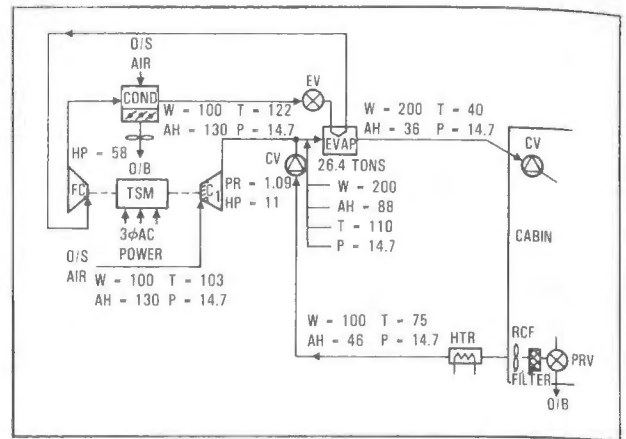 O/S
AIR
COND
EV
W = 100 T = 122
AH = 130 P = 14.7
W = 200 T = 40
AH = 36 P = 14.7
HP = 58
O/B
CV
EVAP
26.4 TONS
CV
FC
TSM
C1
PR = 1.09
HP = 11
W = 200
AH = 88
T = 110
P = 14.7
3ϕAC
POWER
CABIN
O/S
AIR
W = 100 T = 103
AH = 130 P = 14.7
W = 100 T = 75
AH = 46 P = 14.7
HTR
RCF
PRV
FILTER
O/B